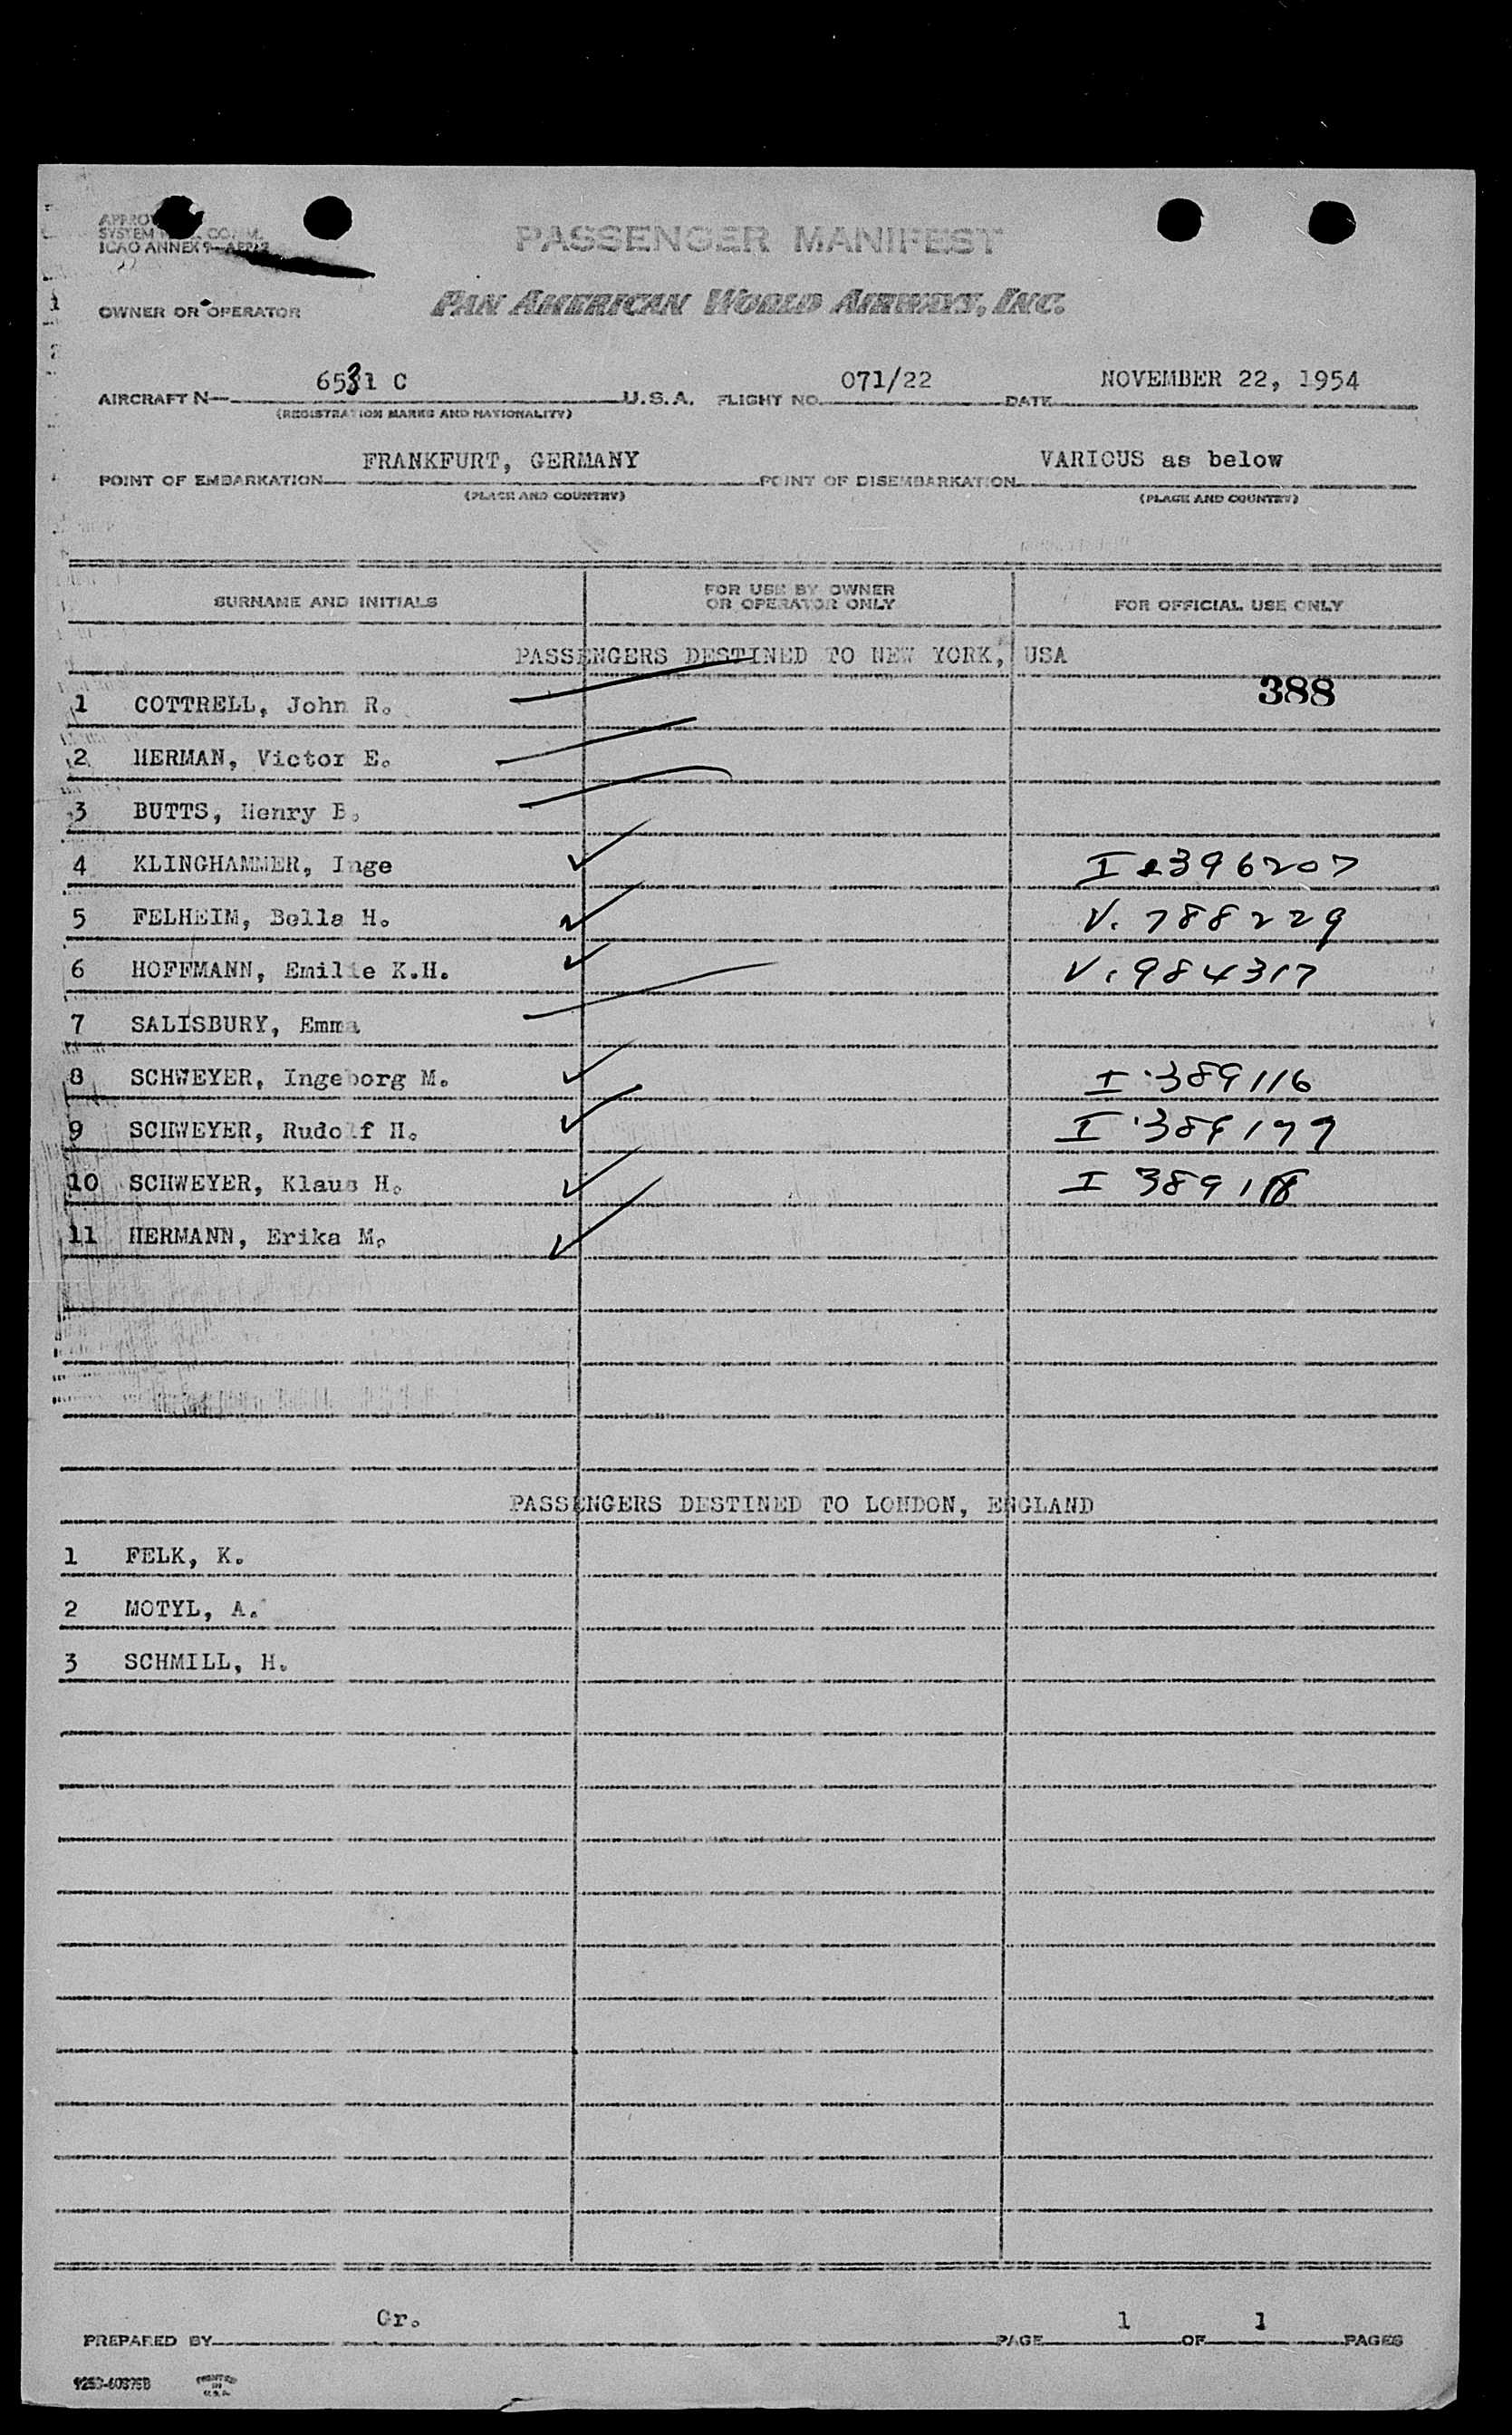 PASSENGER MANIFEST
ICAO ANNEX 9
OWNER OR OPERATOR PAN AMERICAN WORLD AIRWAYS, INC.
AIRCRAFT N 6531 C U.S.A. FLIGHT NO. 071/22 DATE NOVEMBER 22, 1954
(REGISTRATION MARKS AND NATIONALITY)
POINT OF EMBARKATION FRANKFURT, GERMANY POINT OF DISEMBARKATION VARIOUS as below
(PLACE AND COUNTRY) (PLACE AND COUNTRY)
SURNAME AND INITIALS FOR USE BY OWNER OR OPERATOR ONLY FOR OFFICIAL USE ONLY
PASSENGERS DESTINED TO NEW YORK, USA
1 COTTRELL, John R. 388
2 HERMAN, Victor E.
3 BUTTS, Henry B.
4 KLINGHAMMER, Inge I 396207
5 FELHEIM, Bella H. V. 788229
6 HOFFMANN, Emilie K.H. V. 984317
7 SALISBURY, Emma
8 SCHWEYER, Ingeborg M. I 389116
9 SCHWEYER, Rudolf H. I
10 SCHWEYER, Klaus H. I 389118
11 HERMANN, Erika M.
PASSENGERS DESTINED TO LONDON, ENGLAND
1 FELK, K.
2 MOTYL, A.
3 SCHMILL, H.
PREPARED BY Gr. PAGE 1 OF 1 PAGES
PRINTED IN U.S.A.